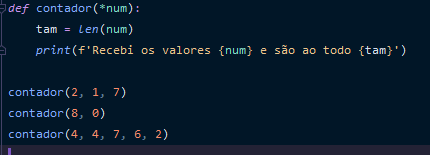 def contador(*num):
    tam = len(num)
    print(f'Recebi os valores {num} e são ao todo {tam}')
contador(2, 1, 7)
contador(8, 0)
contador(4, 4, 7, 6, 2)